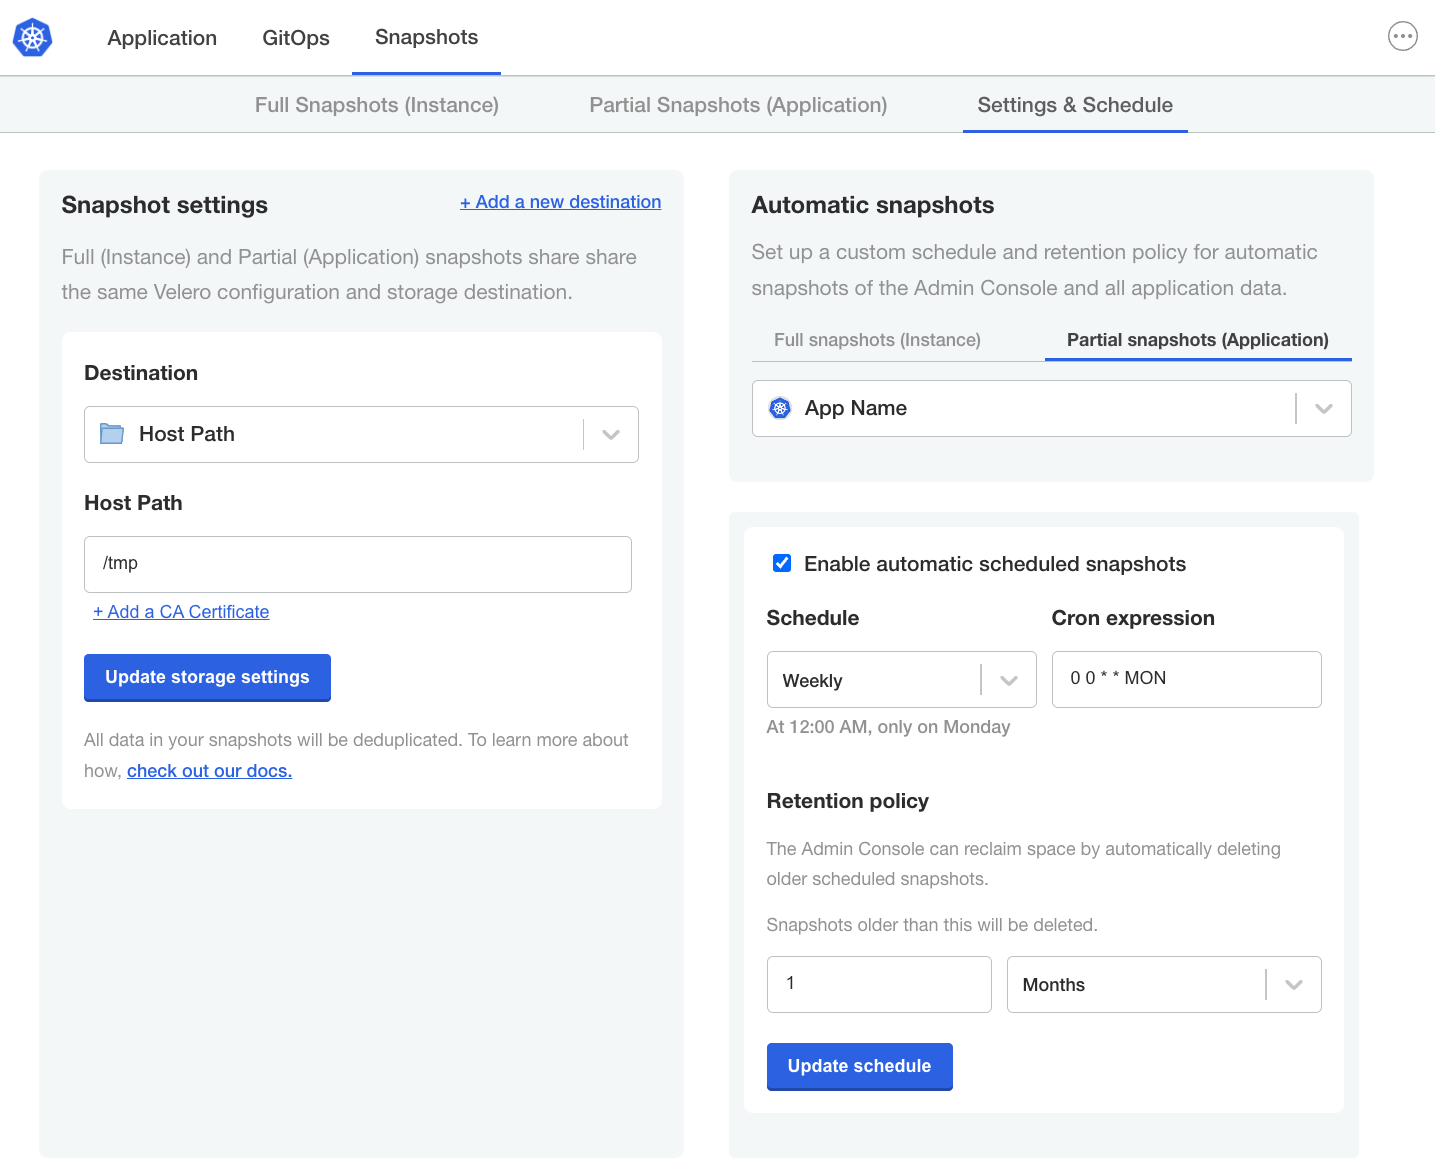 Application
GitOps
Snapshots
Full Snapshots (Instance)
Partial Snapshots (Application)
Settings & Schedule
Snapshot settings
+ Add a new destination
Full (Instance) and Partial (Application) snapshots share share
the same Velero configuration and storage destination.
Destination
Host Path
Host Path
/tmp
+ Add a CA Certificate
Update storage settings
All data in your snapshots will be deduplicated. To learn more about
how, check out our docs.
Automatic snapshots
Set up a custom schedule and retention policy for automatic
snapshots of the Admin Console and all application data.
Full snapshots (Instance)
Partial snapshots (Application)
App Name
Enable automatic scheduled snapshots
Schedule
Cron expression
Weekly
0 0 * * MON
At 12:00 AM, only on Monday
Retention policy
The Admin Console can reclaim space by automatically deleting
older scheduled snapshots.
Snapshots older than this will be deleted.
1
Months
Update schedule